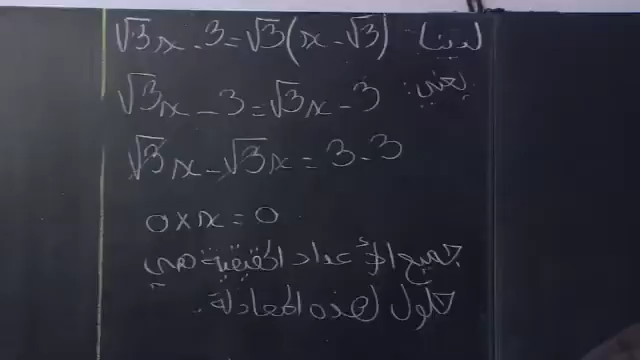 لدينا: √3x - 3 = √3(x - √3)
يعني: √3x - 3 = √3x - 3
√3x - √3x = 3 - 3
0 × x = 0
جميع الأعداد الحقيقية هي
حلول لهذه المعادلة.